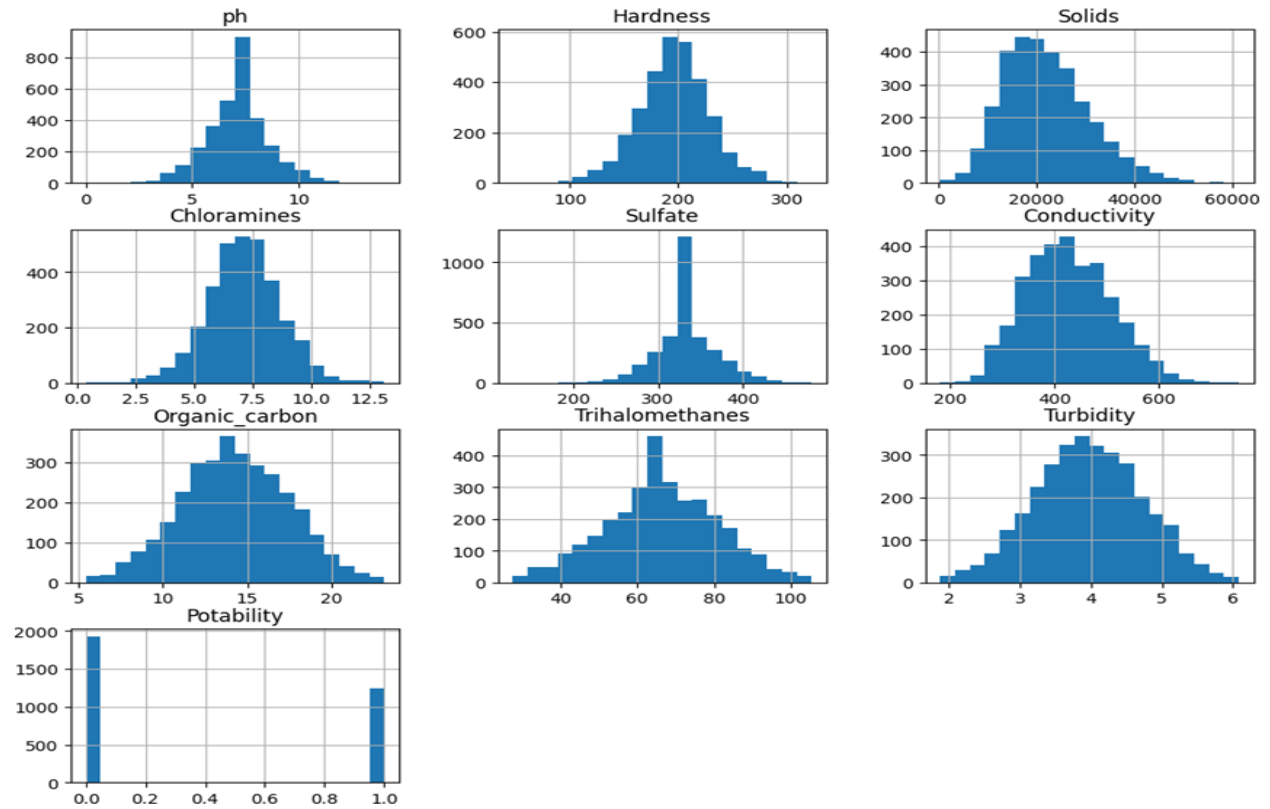 ph
800
600
400
200
0
0 5 10
Hardness
600
400
200
0
100 200 300
Solids
400
300
200
100
0
0 20000 40000 60000
Chloramines
400
200
0
0.0 2.5 5.0 7.5 10.0 12.5
Sulfate
1000
500
0
200 300 400
Conductivity
400
300
200
100
0
200 400 600
Organic_carbon
300
200
100
0
5 10 15 20
Trihalomethanes
400
300
200
100
0
40 60 80 100
Turbidity
300
200
100
0
2 3 4 5 6
Potability
2000
1500
1000
500
0
0.0 0.2 0.4 0.6 0.8 1.0